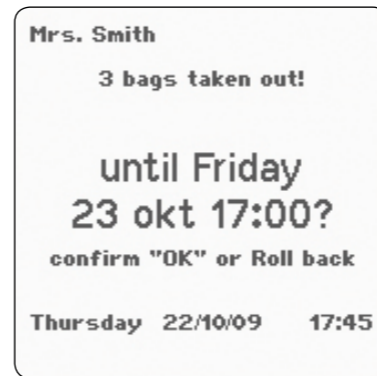 Mrs. Smith
3 bags taken out!
until Friday
23 okt 17:00?
confirm "OK" or Roll back
Thursday 22/10/09 17:45